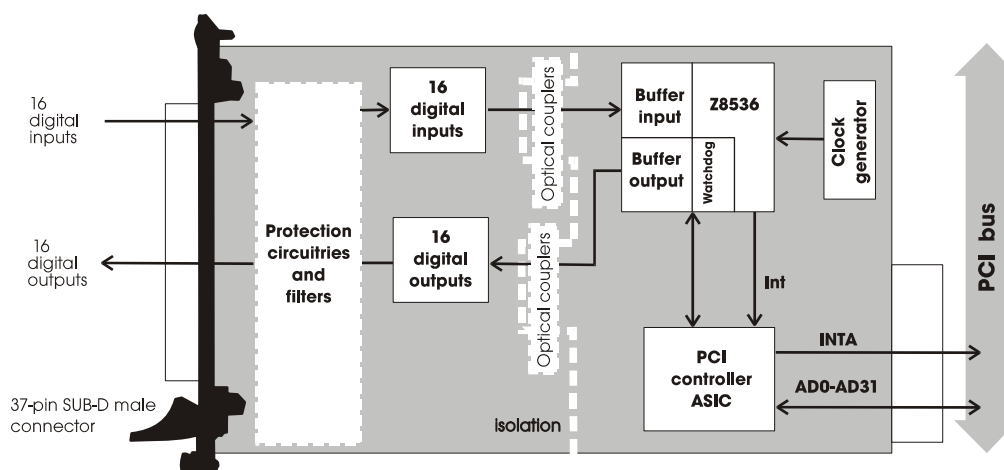 16
digital
inputs
16
digital
outputs
37-pin SUB-D male
connector
Protection
circuitries
and
filters
16
digital
inputs
16
digital
outputs
Optical couplers
Optical couplers
isolation
Buffer
input
Z8536
Buffer
output
Watchdog
Clock
generator
Int
PCI
controller
ASIC
INTA
AD0-AD31
PCI bus